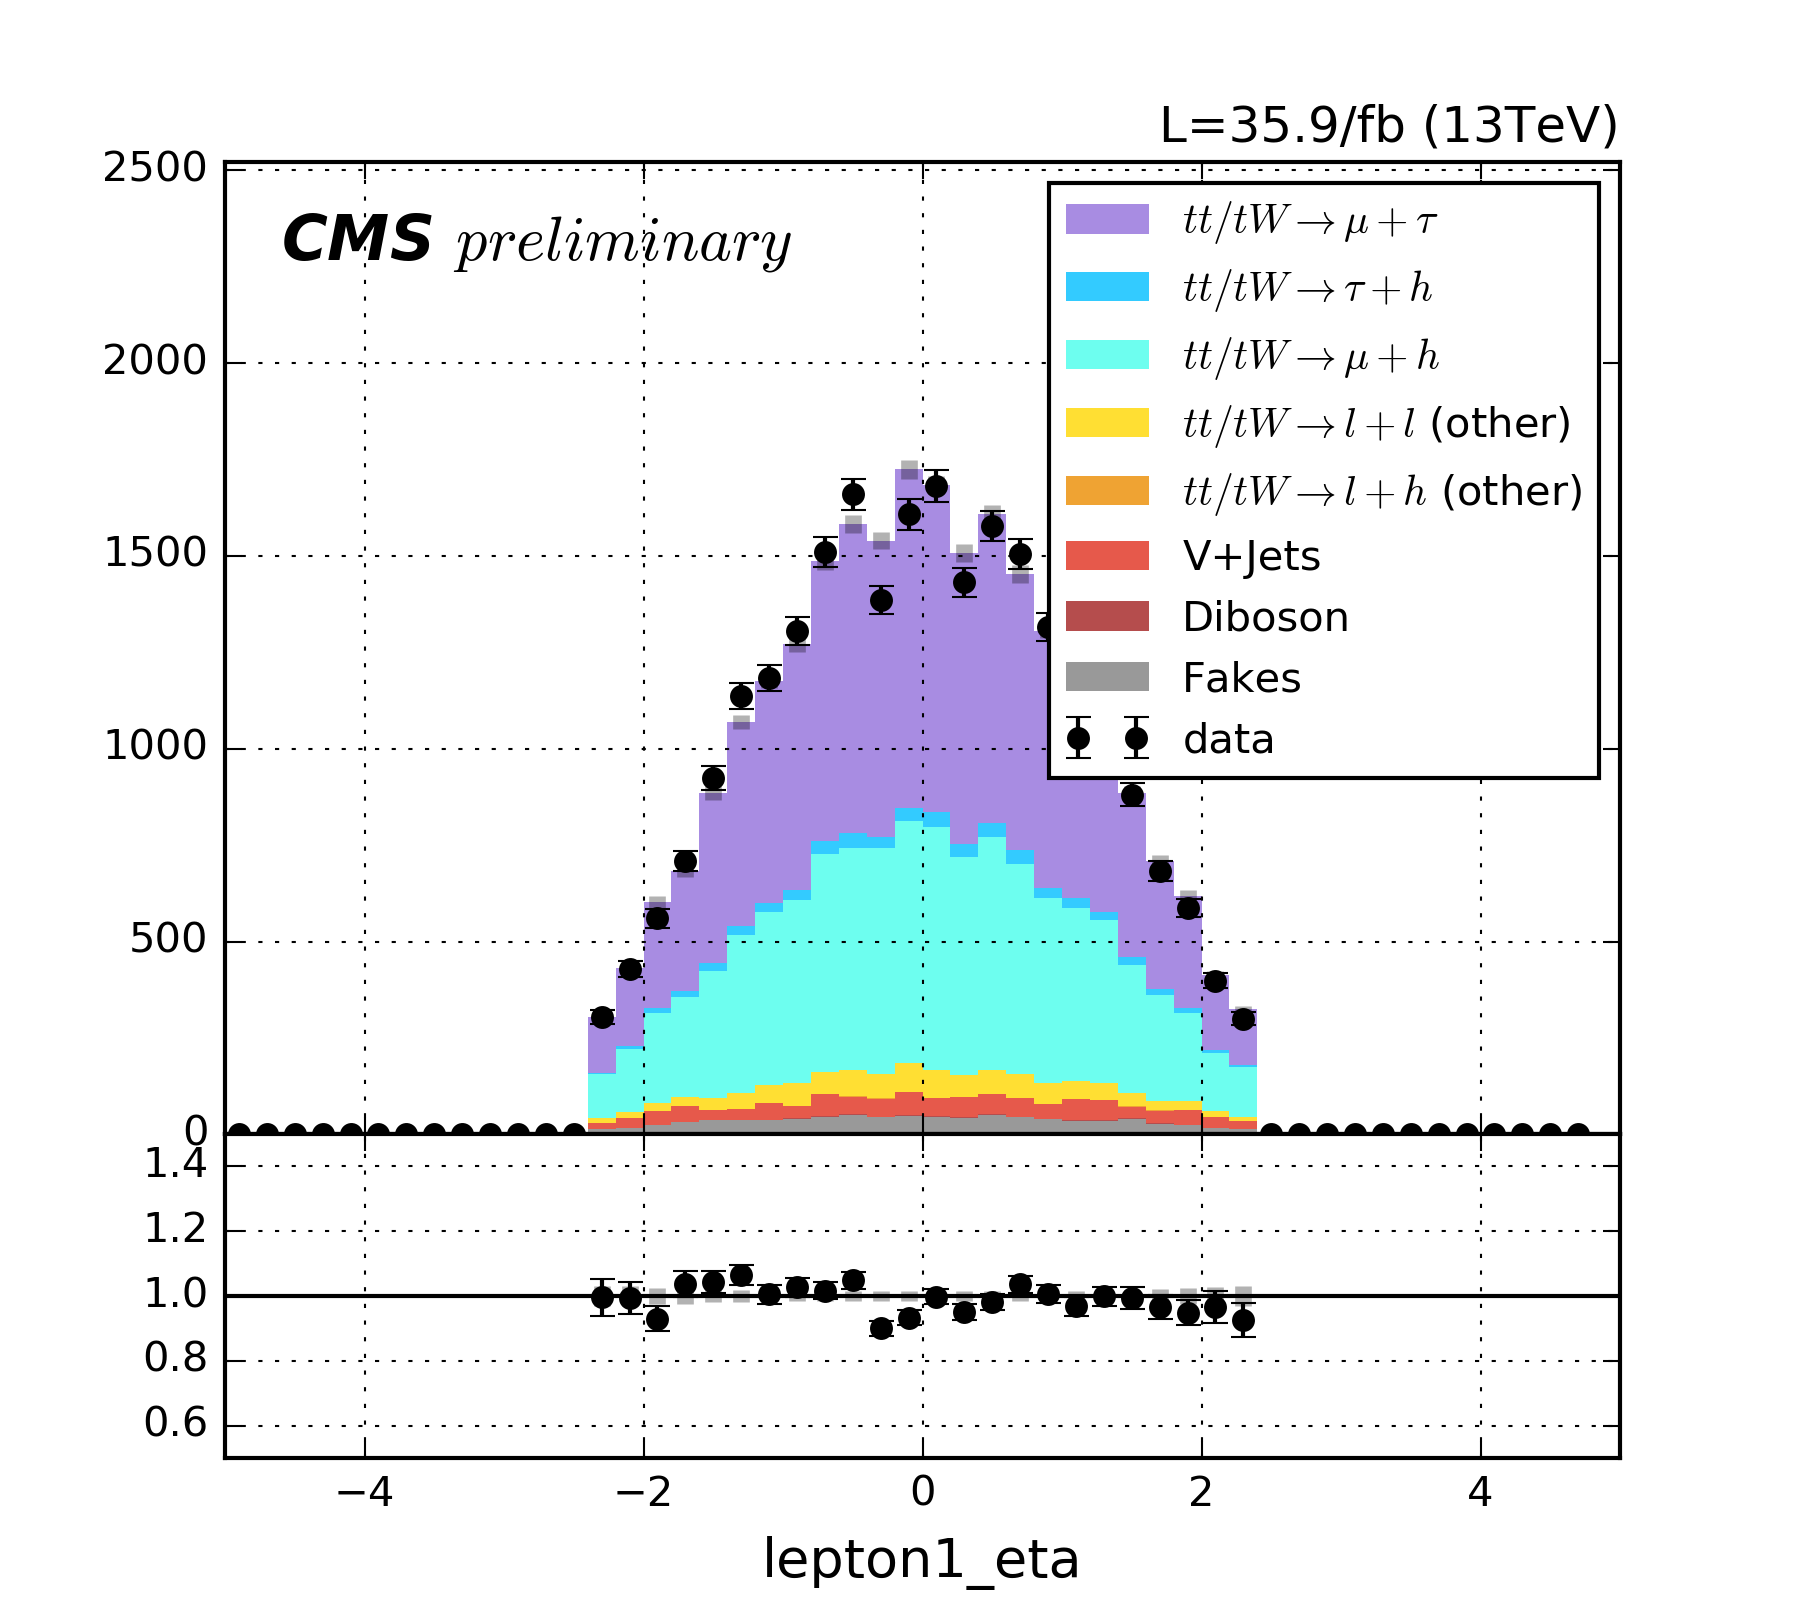 L=35.9/fb (13TeV)
CMS preliminary
2500
2000
1500
1000
500
0
tt/tW→μ+τ
tt/tW→τ+h
tt/tW→μ+h
tt/tW→l+l (other)
tt/tW→l+h (other)
V+Jets
Diboson
Fakes
data
1.4
1.2
1.0
0.8
0.6
−4 −2 0 2 4
lepton1_eta